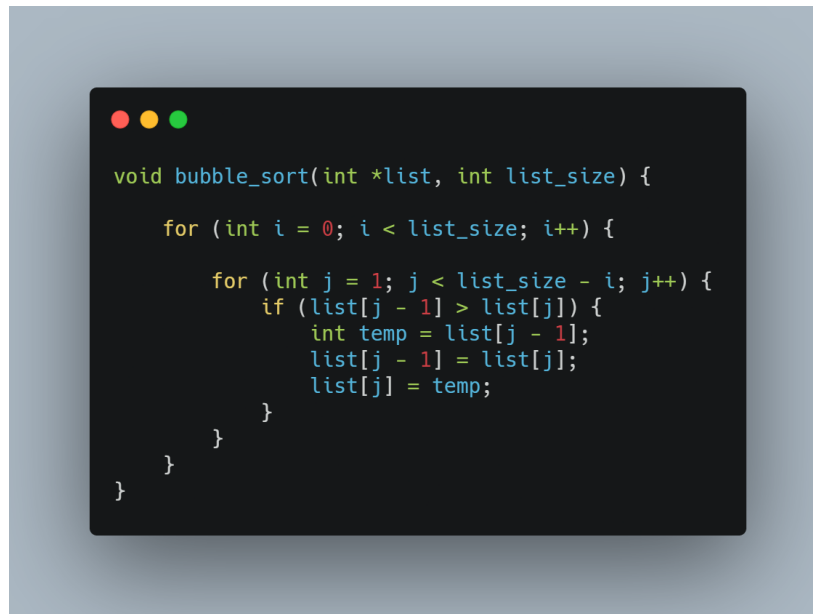 void bubble_sort(int *list, int list_size) {
    for (int i = 0; i < list_size; i++) {
        for (int j = 1; j < list_size - i; j++) {
            if (list[j - 1] > list[j]) {
                int temp = list[j - 1];
                list[j - 1] = list[j];
                list[j] = temp;
            }
        }
    }
}